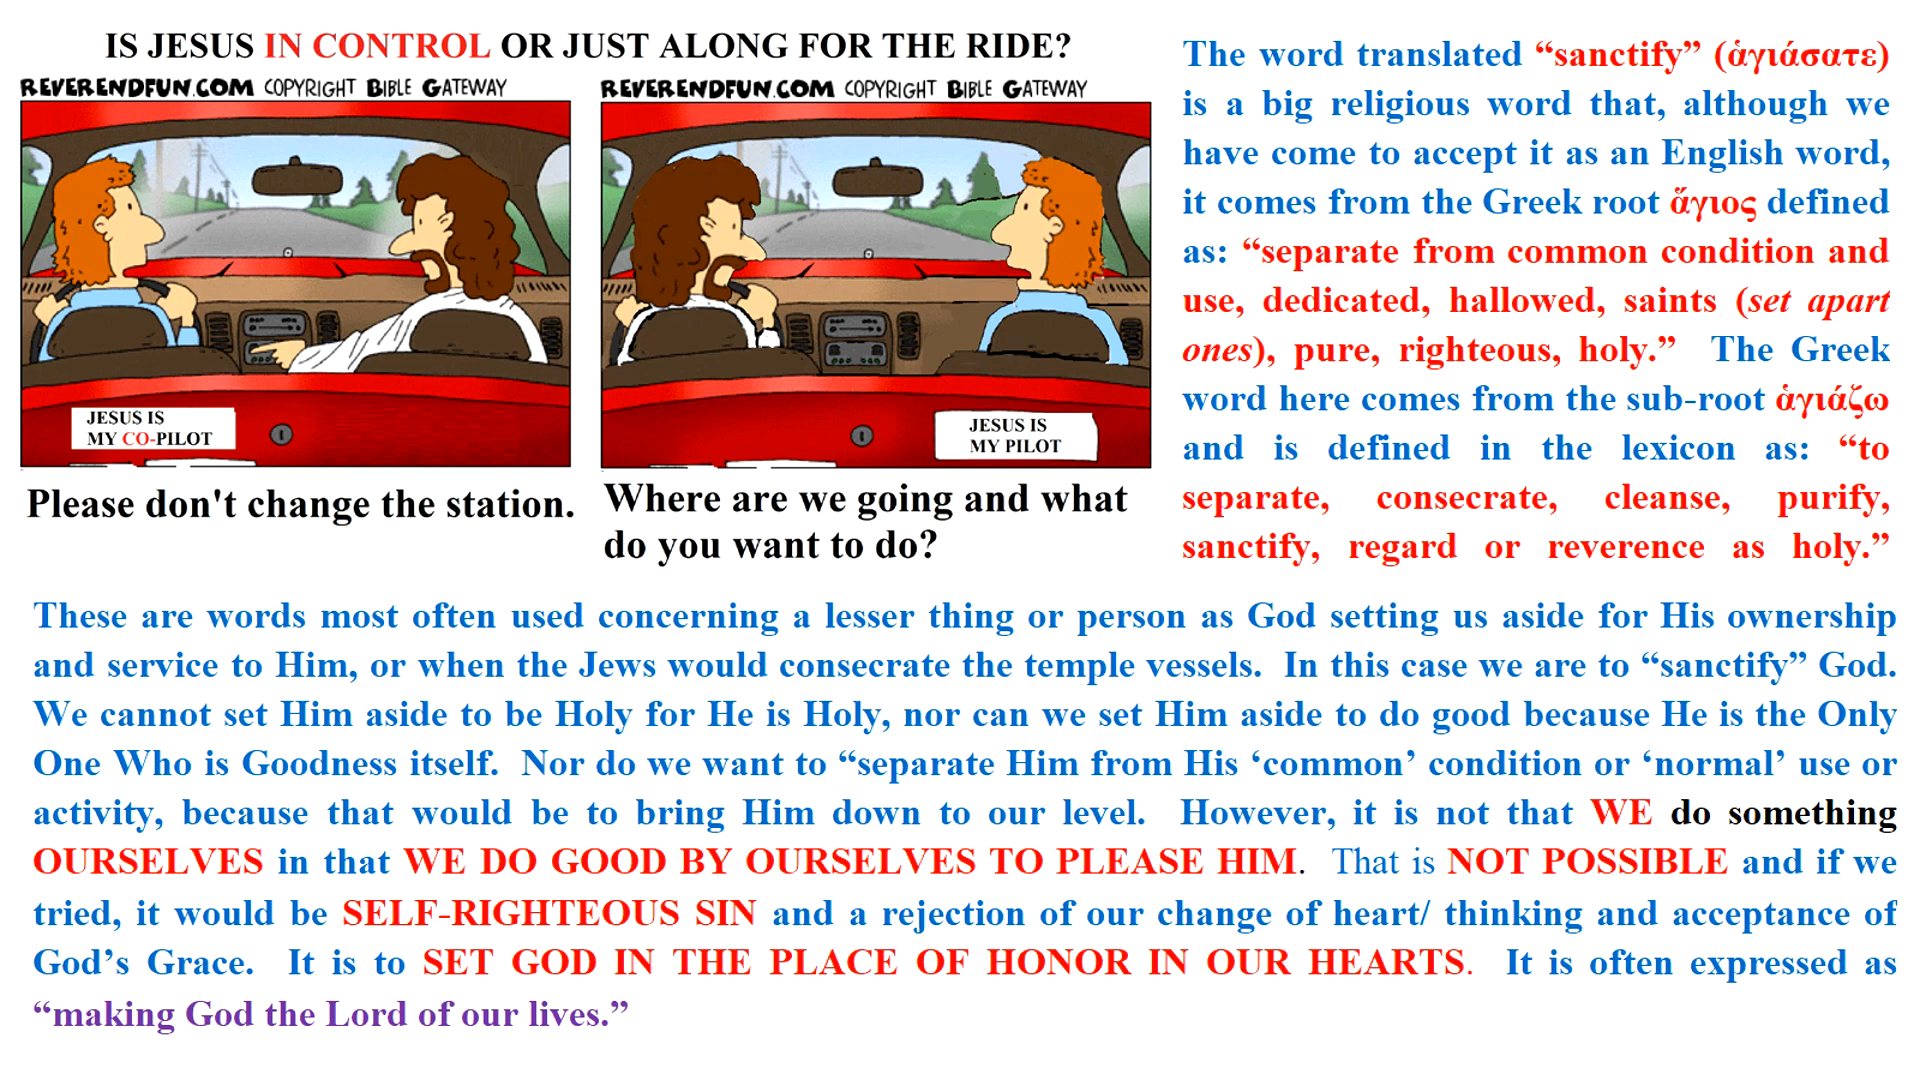 IS JESUS IN CONTROL OR JUST ALONG FOR THE RIDE?
REVERENDFUN.COM COPYRIGHT BIBLE GATEWAY
JESUS IS
MY CO-PILOT
Please don't change the station.
REVERENDFUN.COM COPYRIGHT BIBLE GATEWAY
JESUS IS
MY PILOT
Where are we going and what
do you want to do?
The word translated “sanctify” (ἁγιάσατε)
is a big religious word that, although we
have come to accept it as an English word,
it comes from the Greek root ἅγιος defined
as: “separate from common condition and
use, dedicated, hallowed, saints (set apart
ones), pure, righteous, holy.” The Greek
word here comes from the sub-root ἁγιάζω
and is defined in the lexicon as: “to
separate, consecrate, cleanse, purify,
sanctify, regard or reverence as holy.”
These are words most often used concerning a lesser thing or person as God setting us aside for His ownership
and service to Him, or when the Jews would consecrate the temple vessels. In this case we are to “sanctify” God.
We cannot set Him aside to be Holy for He is Holy, nor can we set Him aside to do good because He is the Only
One Who is Goodness itself. Nor do we want to “separate Him from His ‘common’ condition or ‘normal’ use or
activity, because that would be to bring Him down to our level. However, it is not that WE do something
OURSELVES in that WE DO GOOD BY OURSELVES TO PLEASE HIM. That is NOT POSSIBLE and if we
tried, it would be SELF-RIGHTEOUS SIN and a rejection of our change of heart/ thinking and acceptance of
God’s Grace. It is to SET GOD IN THE PLACE OF HONOR IN OUR HEARTS. It is often expressed as
“making God the Lord of our lives.”